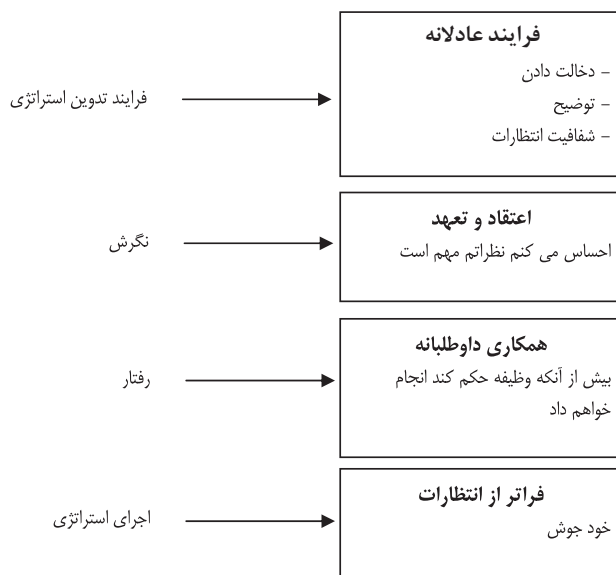 فرایند عادلانه
- دخالت دادن
- توضیح
- شفافیت انتظارات
فرایند تدوین استراتژی
اعتقاد و تعهد
احساس می کنم نظراتم مهم است
نگرش
همکاری داوطلبانه
بیش از آنکه وظیفه حکم کند انجام
خواهم داد
رفتار
فراتر از انتظارات
خود جوش
اجرای استراتژی